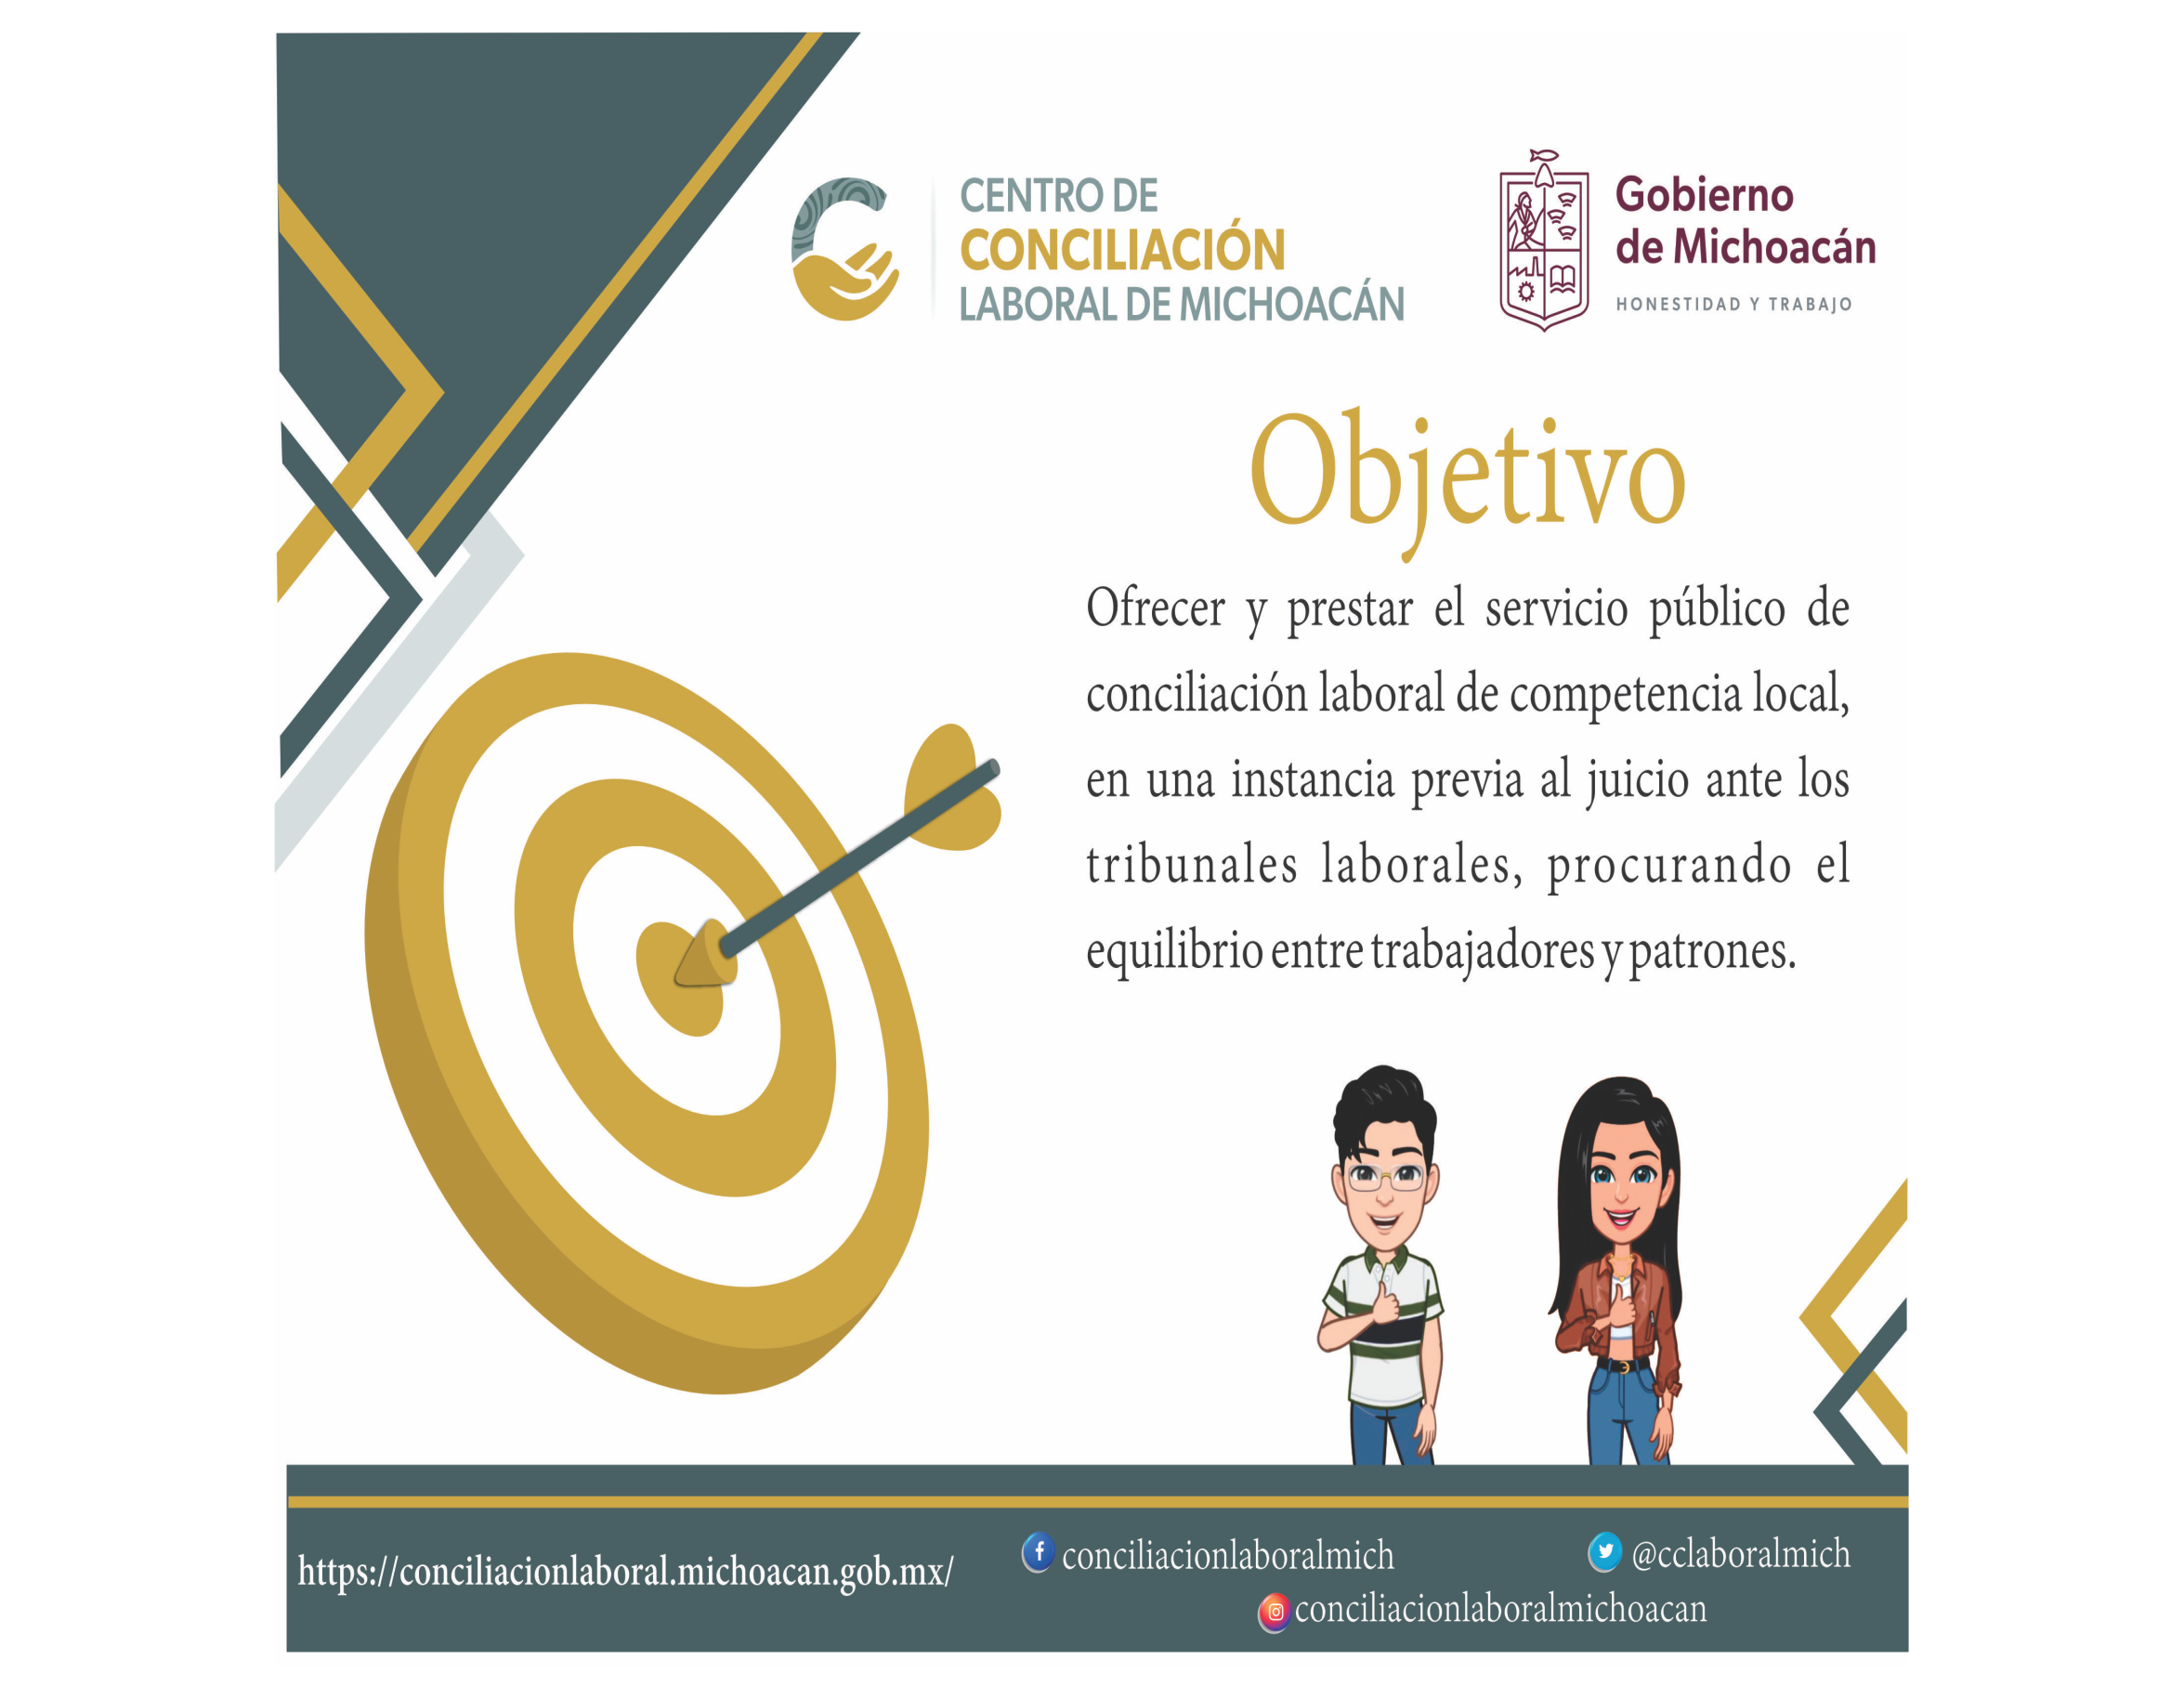 CENTRO DE
CONCILIACIÓN
LABORAL DE MICHOACÁN
Gobierno
de Michoacán
HONESTIDAD Y TRABAJO
Objetivo
Ofrecer y prestar el servicio público de
conciliación laboral de competencia local,
en una instancia previa al juicio ante los
tribunales laborales, procurando el
equilibrio entre trabajadores y patrones.
https://conciliacionlaboral.michoacan.gob.mx/
conciliacionlaboralmich
@cclaboralmich
conciliacionlaboralmichoacan